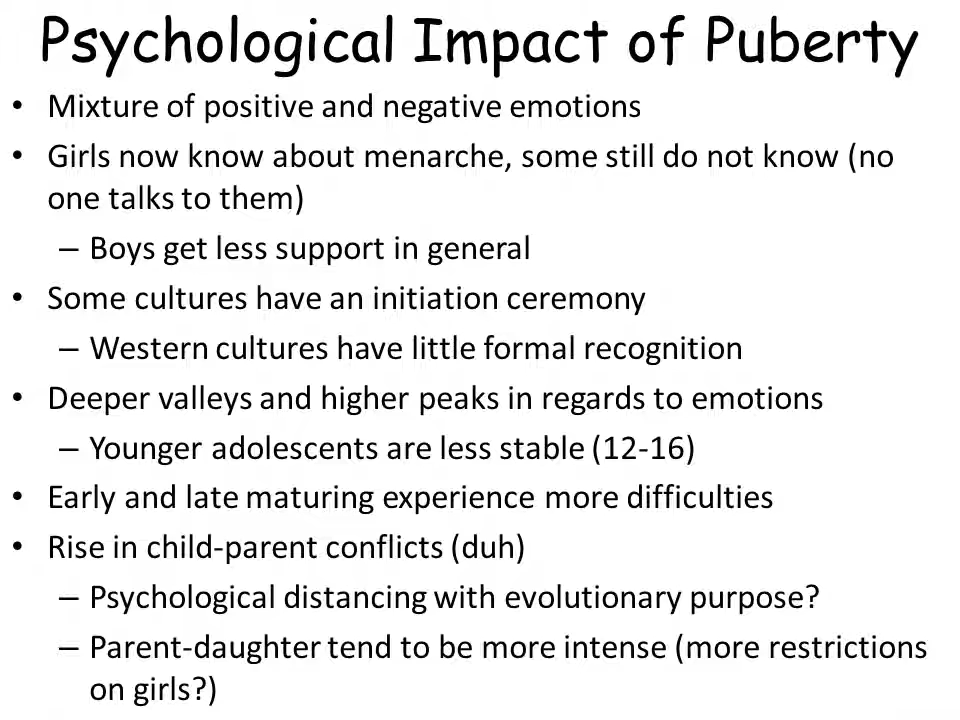 Psychological Impact of Puberty
• Mixture of positive and negative emotions
• Girls now know about menarche, some still do not know (no
one talks to them)
– Boys get less support in general
• Some cultures have an initiation ceremony
– Western cultures have little formal recognition
• Deeper valleys and higher peaks in regards to emotions
– Younger adolescents are less stable (12-16)
• Early and late maturing experience more difficulties
• Rise in child-parent conflicts (duh)
– Psychological distancing with evolutionary purpose?
– Parent-daughter tend to be more intense (more restrictions
on girls?)